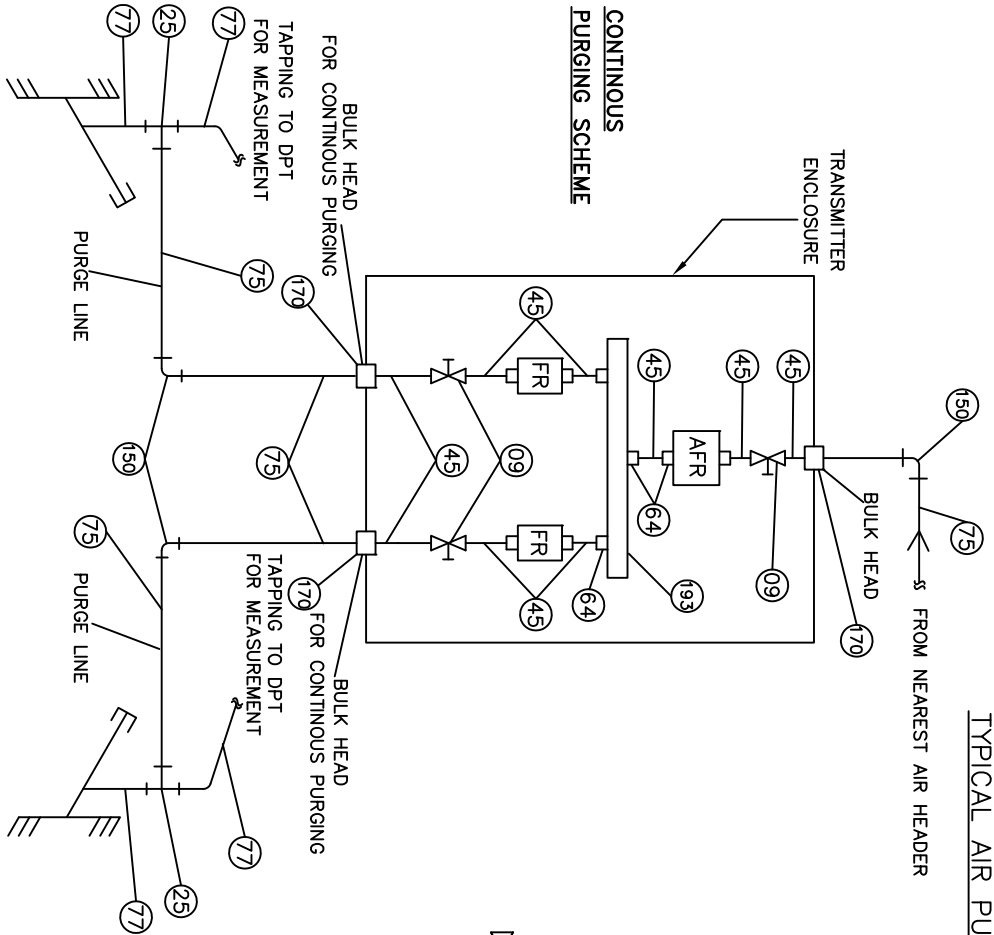 TYPICAL AIR PU
CONTINOUS
PURGING SCHEME
TRANSMITTER
ENCLOSURE
150
75
FROM NEAREST AIR HEADER
BULK HEAD
170
45
09
45
AFR
45
64
193
45
FR
FR
64
45
09
45
BULK HEAD
FOR CONTINOUS PURGING
170
BULK HEAD
FOR CONTINOUS PURGING
170
75
150
TAPPING TO DPT
FOR MEASUREMENT
77
25
77
75
PURGE LINE
TAPPING TO DPT
FOR MEASUREMENT
75
PURGE LINE
77
25
77